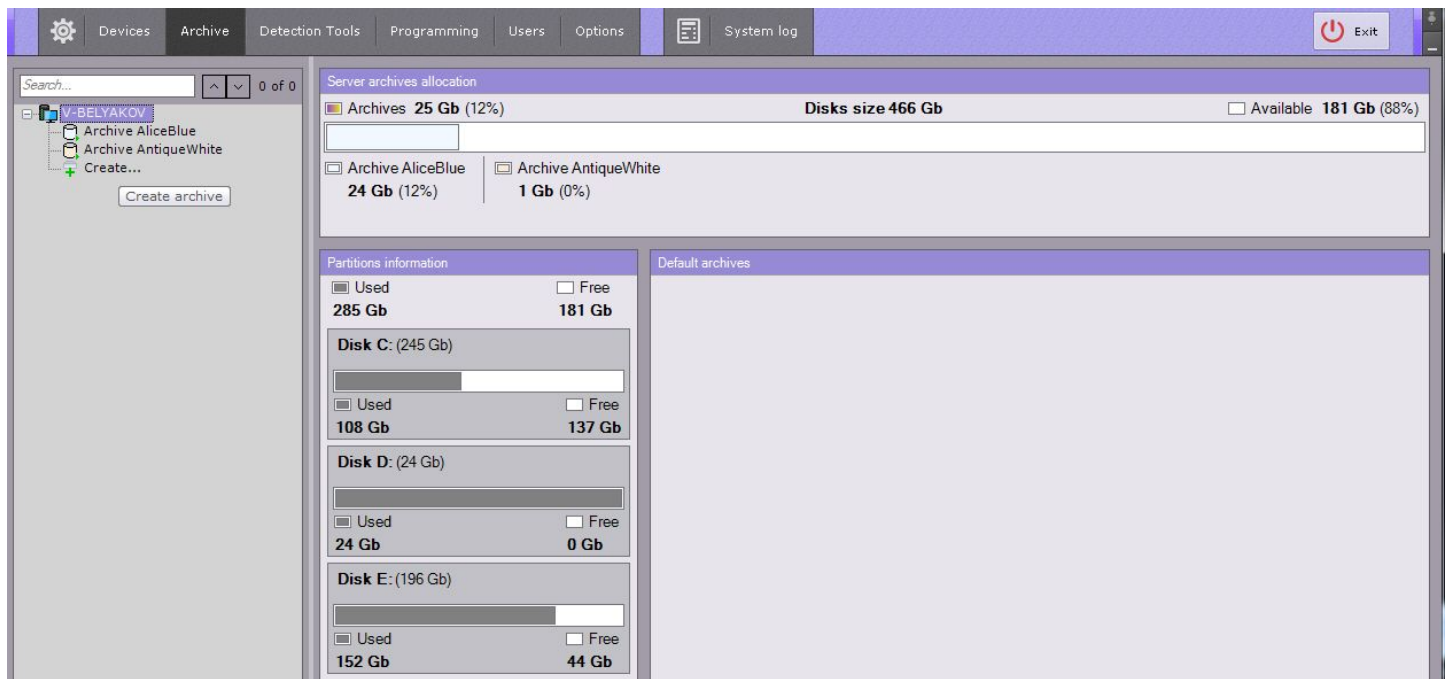 Devices Archive Detection Tools Programming Users Options System log Exit
Search... 0 of 0
V-BELYAKOV
Archive AliceBlue
Archive AntiqueWhite
Create...
Create archive
Server archives allocation
Archives 25 Gb (12%) Disks size 466 Gb Available 181 Gb (88%)
Archive AliceBlue Archive AntiqueWhite
24 Gb (12%) 1 Gb (0%)
Partitions information
Used Free
285 Gb 181 Gb
Disk C: (245 Gb)
Used Free
108 Gb 137 Gb
Disk D: (24 Gb)
Used Free
24 Gb 0 Gb
Disk E: (196 Gb)
Used Free
152 Gb 44 Gb
Default archives